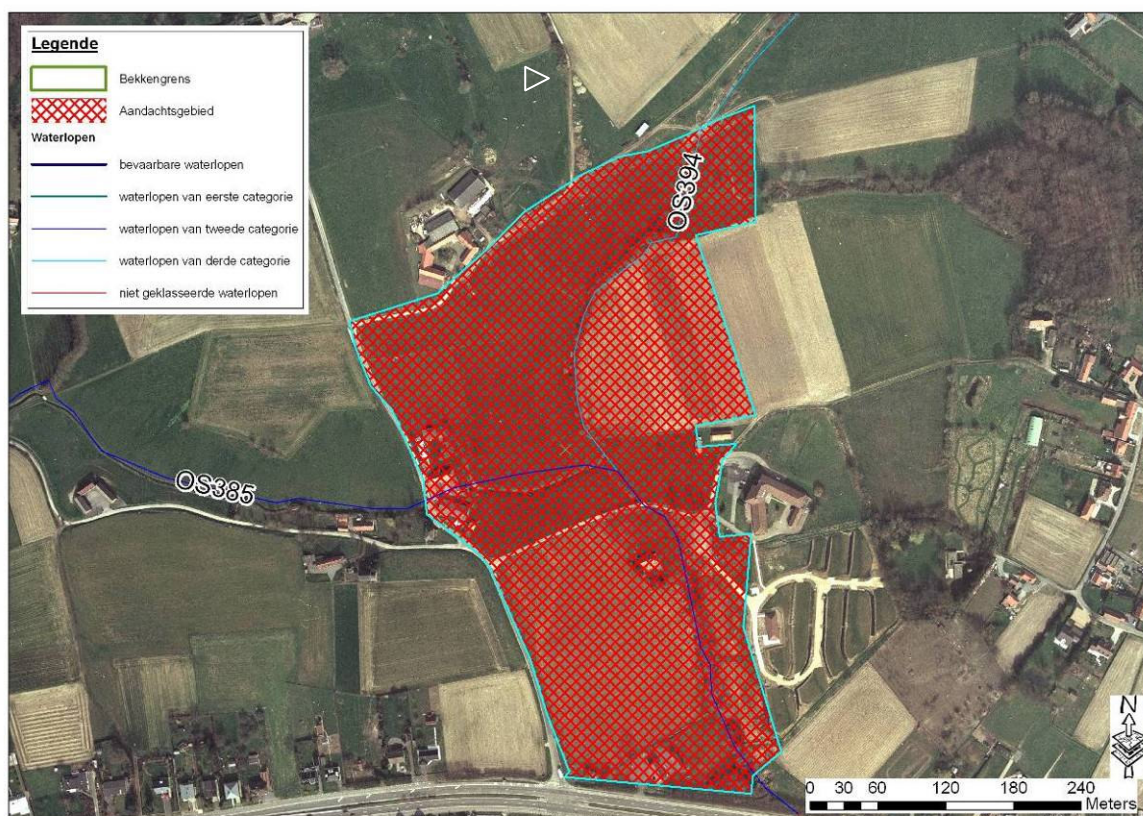 Legende
Bekkengrens
Aandachtsgebied
Waterlopen
bevaarbare waterlopen
waterlopen van eerste categorie
waterlopen van tweede categorie
waterlopen van derde categorie
niet geklasseerde waterlopen
OS394
OS385
N
0 30 60 120 180 240
Meters